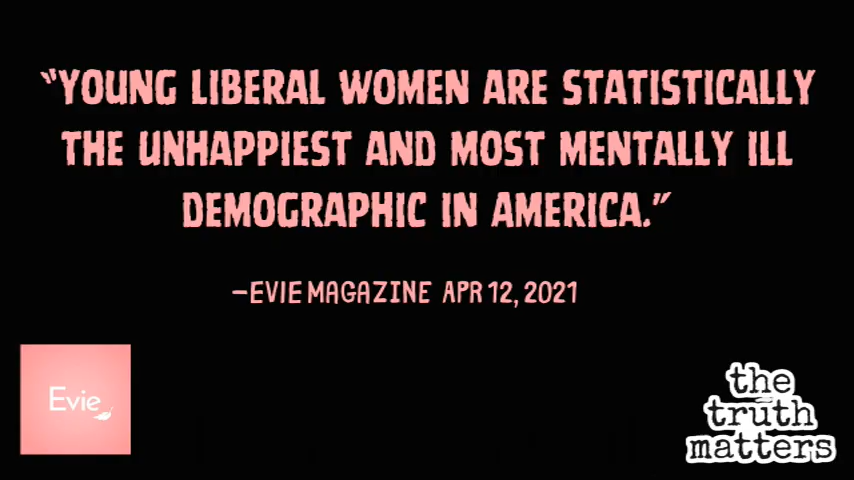 “YOUNG LIBERAL WOMEN ARE STATISTICALLY
THE UNHAPPIEST AND MOST MENTALLY ILL
DEMOGRAPHIC IN AMERICA.”
–EVIE MAGAZINE APR 12, 2021
Evie
the
truth
matters